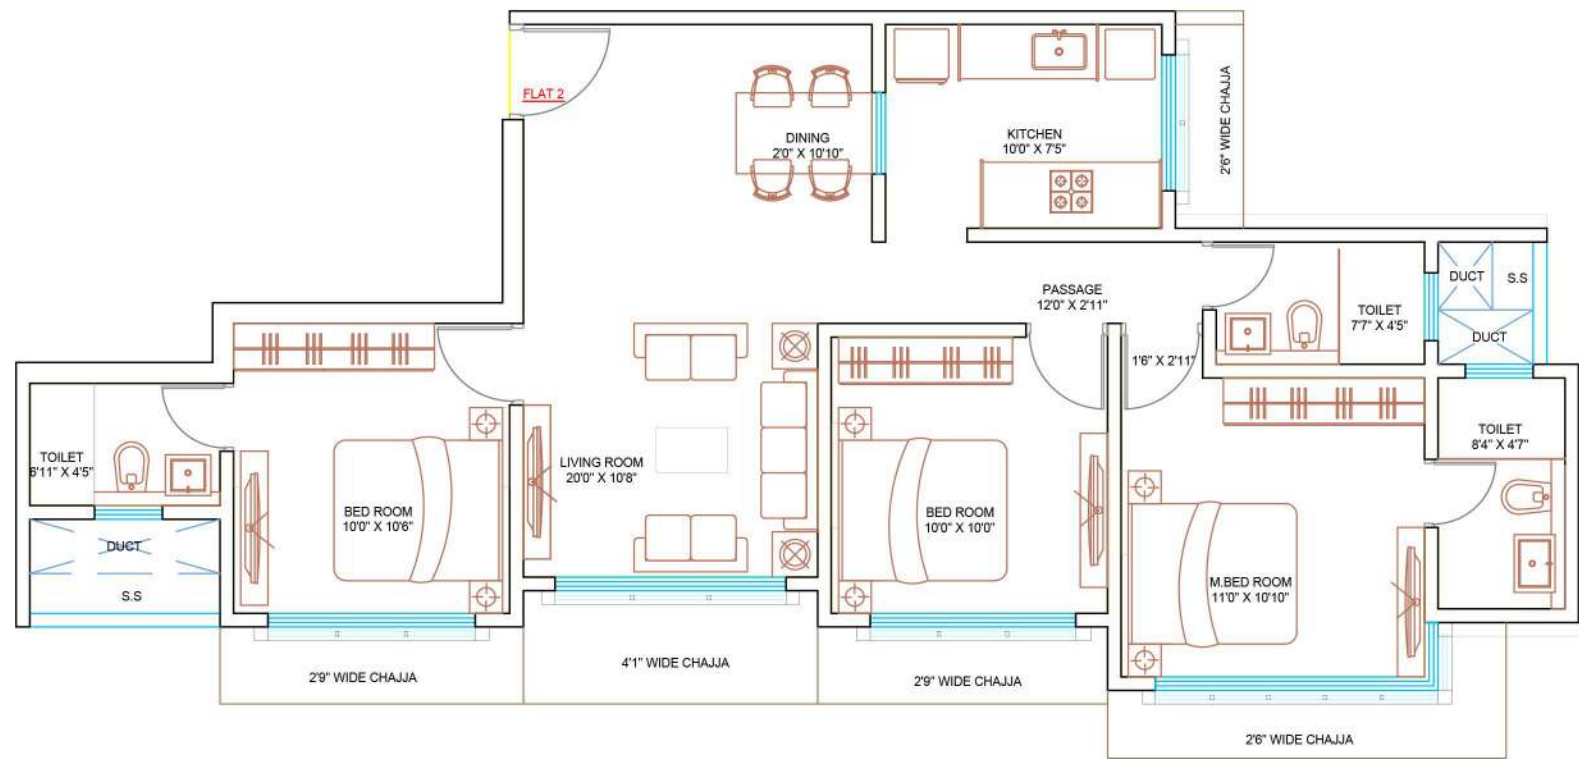 FLAT 2
DINING
2'0" X 10'10"
KITCHEN
10'0" X 7'5"
2'6" WIDE CHAJJA
PASSAGE
12'0" X 2'11"
TOILET
7'7" X 4'5"
DUCT
S.S
DUCT
1'6" X 2'11"
TOILET
8'4" X 4'7"
TOILET
6'11" X 4'5"
LIVING ROOM
20'0" X 10'8"
BED ROOM
10'0" X 10'6"
BED ROOM
10'0" X 10'0"
DUCT
S.S
M.BED ROOM
11'0" X 10'10"
2'9" WIDE CHAJJA
4'1" WIDE CHAJJA
2'9" WIDE CHAJJA
2'6" WIDE CHAJJA